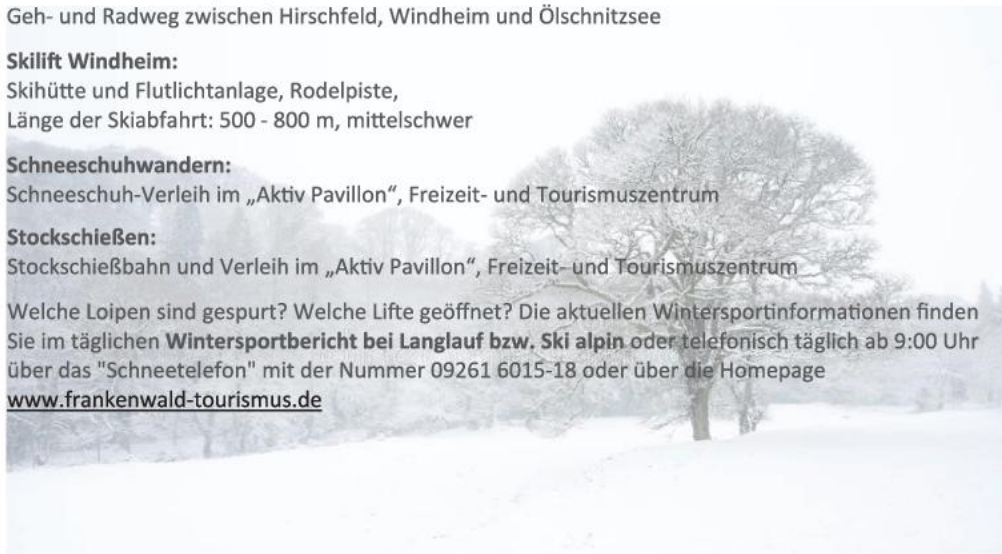 Geh- und Radweg zwischen Hirschfeld, Windheim und Ölschnitzsee
Skilift Windheim:
Skihütte und Flutlichtanlage, Rodelpiste,
Länge der Skiabfahrt: 500 - 800 m, mittelschwer
Schneeschuhwandern:
Schneeschuh-Verleih im „Aktiv Pavillon“, Freizeit- und Tourismuszentrum
Stockschießen:
Stockschießbahn und Verleih im „Aktiv Pavillon“, Freizeit- und Tourismuszentrum
Welche Loipen sind gespurt? Welche Lifte geöffnet? Die aktuellen Wintersportinformationen finden
Sie im täglichen Wintersportbericht bei Langlauf bzw. Ski alpin oder telefonisch täglich ab 9:00 Uhr
über das "Schneetelefon" mit der Nummer 09261 6015-18 oder über die Homepage
www.frankenwald-tourismus.de